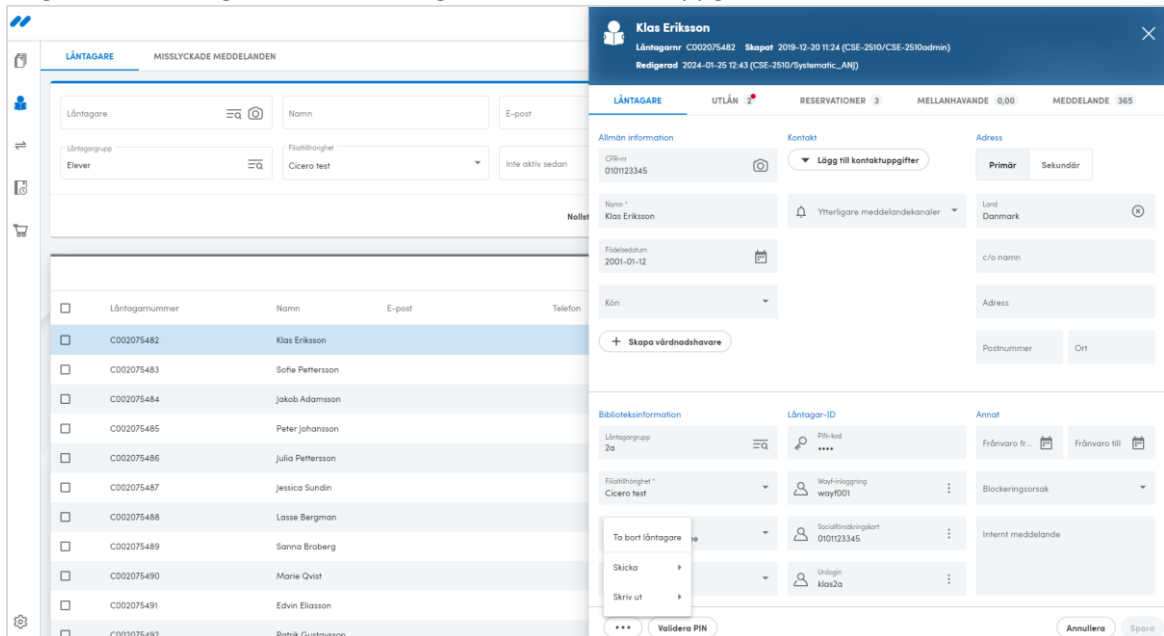 LÅNTAGARE MISSLYCKADE MEDDELANDEN
Låntagare
Namn
E-post
Låntagargrupp
Elever
Filialtillhörighet
Cicero test
Inte aktiv sedan
Nollst
Låntagarnummer Namn E-post Telefon
C002075482 Klas Eriksson
C002075483 Sofie Pettersson
C002075484 Jakob Adamsson
C002075485 Peter Johansson
C002075486 Julia Pettersson
C002075487 Jessica Sundin
C002075488 Lasse Bergman
C002075489 Sanna Broberg
C002075490 Marie Qvist
C002075491 Edvin Eliasson
C002075492 Patrik Gustavsson
Klas Eriksson
Låntagarnr C002075482 Skapat 2019-12-20 11:24 (CSE-2510/CSE-2510admin)
Redigerad 2024-01-25 12:43 (CSE-2510/Systematic_ANJ)
LÅNTAGARE UTLÅN 2 RESERVATIONER 3 MELLANHAVANDE 0,00 MEDDELANDE 365
Allmän information
CPR-nr
0101123345
Namn *
Klas Eriksson
Födelsedatum
2001-01-12
Kön
+ Skapa vårdnadshavare
Kontakt
Lägg till kontaktuppgifter
Ytterligare meddelandekanaler
Adress
Primär Sekundär
Land
Danmark
c/o namn
Adress
Postnummer Ort
Biblioteksinformation
Låntagargrupp
2a
Filialtillhörighet *
Cicero test
Ta bort låntagare
Skicka
Skriv ut
Låntagar-ID
PIN-kod
••••
Wayf-inloggning
wayf001
Socialförsäkringskort
0101123345
Unilogin
klas2a
Annat
Frånvaro fr... Frånvaro till
Blockeringsorsak
Internt meddelande
••• Validera PIN Annullera Spara